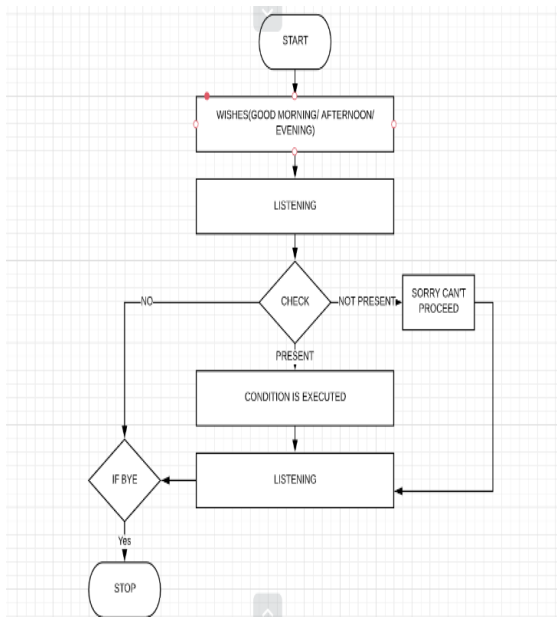 START
WISHES(GOOD MORNING/ AFTERNOON/
EVENING)
LISTENING
NO
CHECK
NOT PRESENT
SORRY CAN'T
PROCEED
PRESENT
CONDITION IS EXECUTED
IF BYE
LISTENING
Yes
STOP